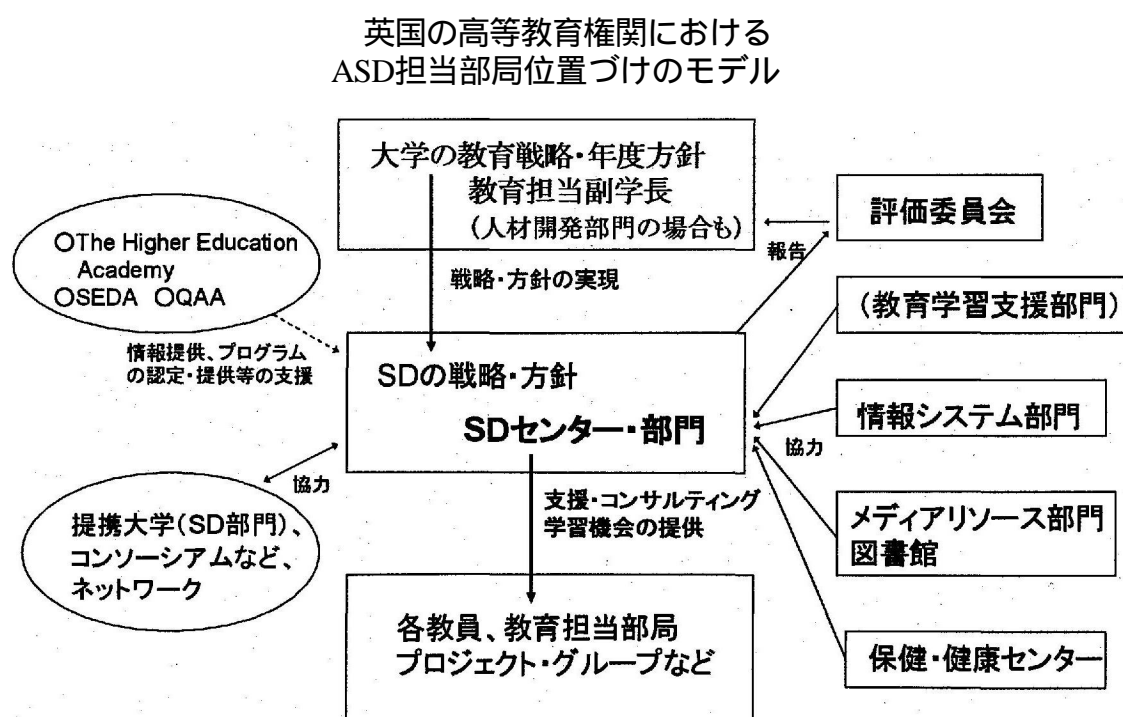 英国の高等教育権関における
ASD担当部局位置づけのモデル
大学の教育戦略・年度方針
教育担当副学長
(人材開発部門の場合も)
評価委員会
報告
○The Higher Education
Academy
○SEDA ○QAA
戦略・方針の実現
(教育学習支援部門)
情報提供、プログラム
の認定・提供等の支援
SDの戦略・方針
SDセンター・部門
情報システム部門
協力
協力
支援・コンサルティング
学習機会の提供
提携大学(SD部門)、
コンソーシアムなど、
ネットワーク
メディアリソース部門
図書館
各教員、教育担当部局
プロジェクト・グループなど
保健・健康センター